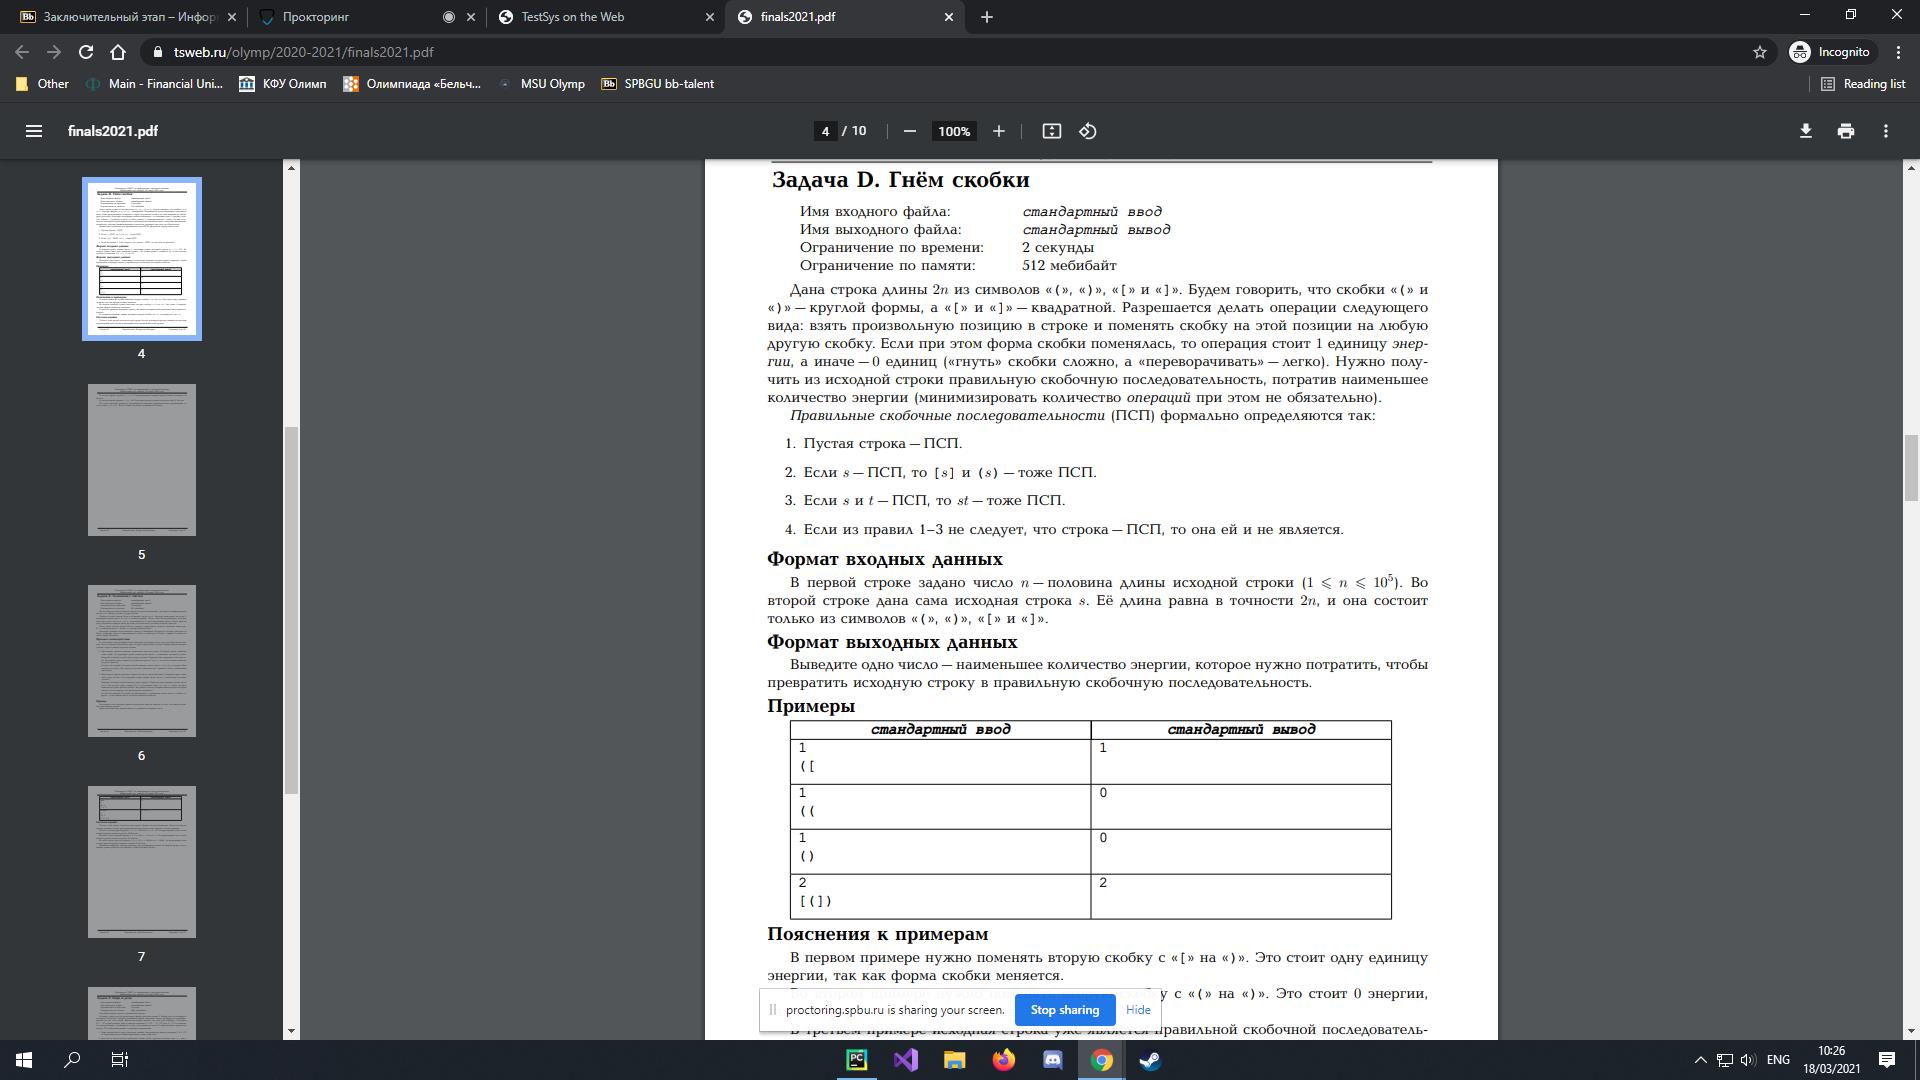 Заключительный этап – Инфор
Прокторинг
TestSys on the Web
finals2021.pdf
tsweb.ru/olymp/2020-2021/finals2021.pdf
Incognito
Other
Main - Financial Uni...
КФУ Олимп
Олимпиада «Бельч...
MSU Olymp
SPBGU bb-talent
Reading list
finals2021.pdf
4 / 10
100%
4
5
6
7
Задача D. Гнём скобки
Имя входного файла: стандартный ввод
Имя выходного файла: стандартный вывод
Ограничение по времени: 2 секунды
Ограничение по памяти: 512 мебибайт
Дана строка длины 2n из символов «(», «)», «[» и «]». Будем говорить, что скобки «(» и
«)» — круглой формы, а «[» и «]» — квадратной. Разрешается делать операции следующего
вида: взять произвольную позицию в строке и поменять скобку на этой позиции на любую
другую скобку. Если при этом форма скобки поменялась, то операция стоит 1 единицу энер-
гии, а иначе — 0 единиц («гнуть» скобки сложно, а «переворачивать» — легко). Нужно полу-
чить из исходной строки правильную скобочную последовательность, потратив наименьшее
количество энергии (минимизировать количество операций при этом не обязательно).
Правильные скобочные последовательности (ПСП) формально определяются так:
1. Пустая строка — ПСП.
2. Если s — ПСП, то [s] и (s) — тоже ПСП.
3. Если s и t — ПСП, то st — тоже ПСП.
4. Если из правил 1–3 не следует, что строка — ПСП, то она ей и не является.
Формат входных данных
В первой строке задано число n — половина длины исходной строки (1 ⩽ n ⩽ 10⁵). Во
второй строке дана сама исходная строка s. Её длина равна в точности 2n, и она состоит
только из символов «(», «)», «[» и «]».
Формат выходных данных
Выведите одно число — наименьшее количество энергии, которое нужно потратить, чтобы
превратить исходную строку в правильную скобочную последовательность.
Примеры
стандартный ввод стандартный вывод
1 1
([
1 0
((
1 0
()
2 2
[(])
Пояснения к примерам
В первом примере нужно поменять вторую скобку с «[» на «)». Это стоит одну единицу
энергии, так как форма скобки меняется.
у с «(» на «)». Это стоит 0 энергии,
proctoring.spbu.ru is sharing your screen. Stop sharing Hide
В третьем примере исходная строка уже является правильной скобочной последователь-
PC
ENG
10:26
18/03/2021